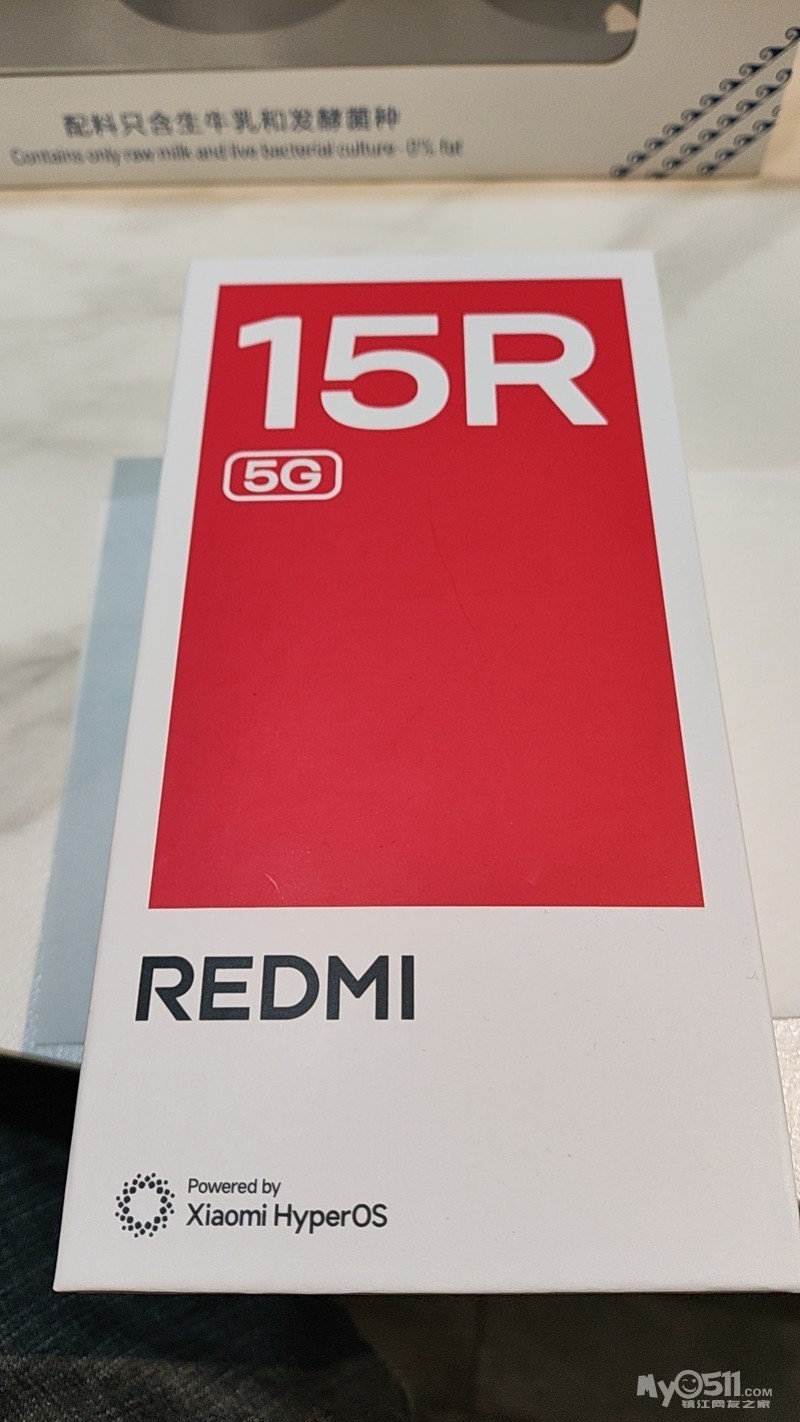 配料只含生牛乳和发酵菌种
Contains only raw milk and live bacterial culture · 0% fat
15R
5G
REDMI
Powered by
Xiaomi HyperOS
My0511.COM
镇江网友之家